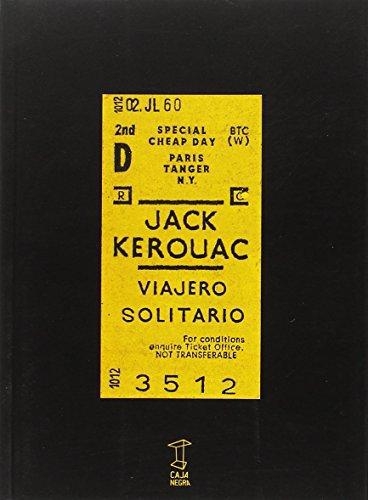 1012
02. JL 60
2nd SPECIAL BTC
D CHEAP DAY (W)
PARIS
TANGER
N.Y.
R C
JACK
KEROUAC
VIAJERO
SOLITARIO
For conditions
enquire Ticket Office.
NOT TRANSFERABLE
1012
3512
CAJA
NEGRA